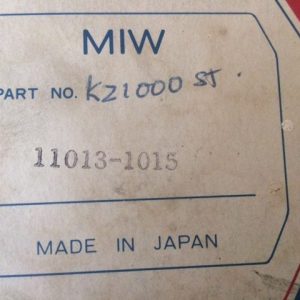 MIW
PART NO. KZ1000 ST.
11013-1015
MADE IN JAPAN